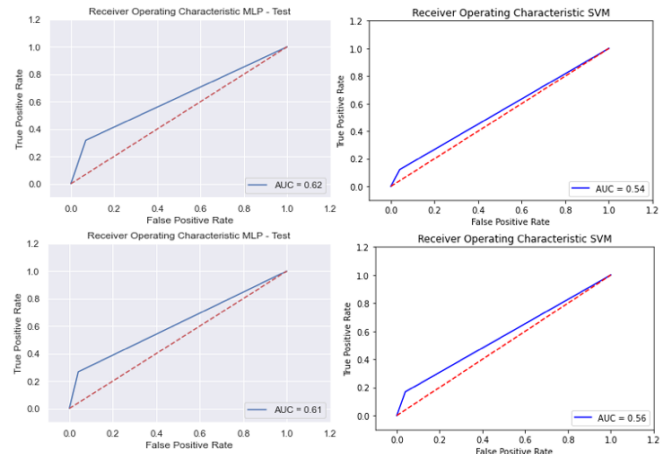 Receiver Operating Characteristic MLP - Test
1.2
1.0
0.8
0.6
0.4
0.2
0.0
True Positive Rate
AUC = 0.62
0.0 0.2 0.4 0.6 0.8 1.0 1.2
False Positive Rate
Receiver Operating Characteristic SVM
1.2
1.0
0.8
0.6
0.4
0.2
0.0
True Positive Rate
AUC = 0.54
0.0 0.2 0.4 0.6 0.8 1.0 1.2
False Positive Rate
Receiver Operating Characteristic MLP - Test
1.2
1.0
0.8
0.6
0.4
0.2
0.0
True Positive Rate
AUC = 0.61
0.0 0.2 0.4 0.6 0.8 1.0 1.2
False Positive Rate
Receiver Operating Characteristic SVM
1.2
1.0
0.8
0.6
0.4
0.2
0.0
True Positive Rate
AUC = 0.56
0.0 0.2 0.4 0.6 0.8 1.0 1.2
False Positive Rate